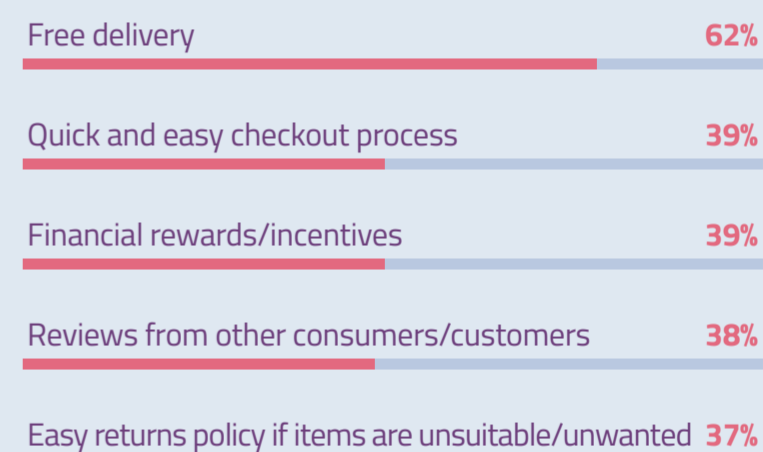 Free delivery 62%
Quick and easy checkout process 39%
Financial rewards/incentives 39%
Reviews from other consumers/customers 38%
Easy returns policy if items are unsuitable/unwanted 37%